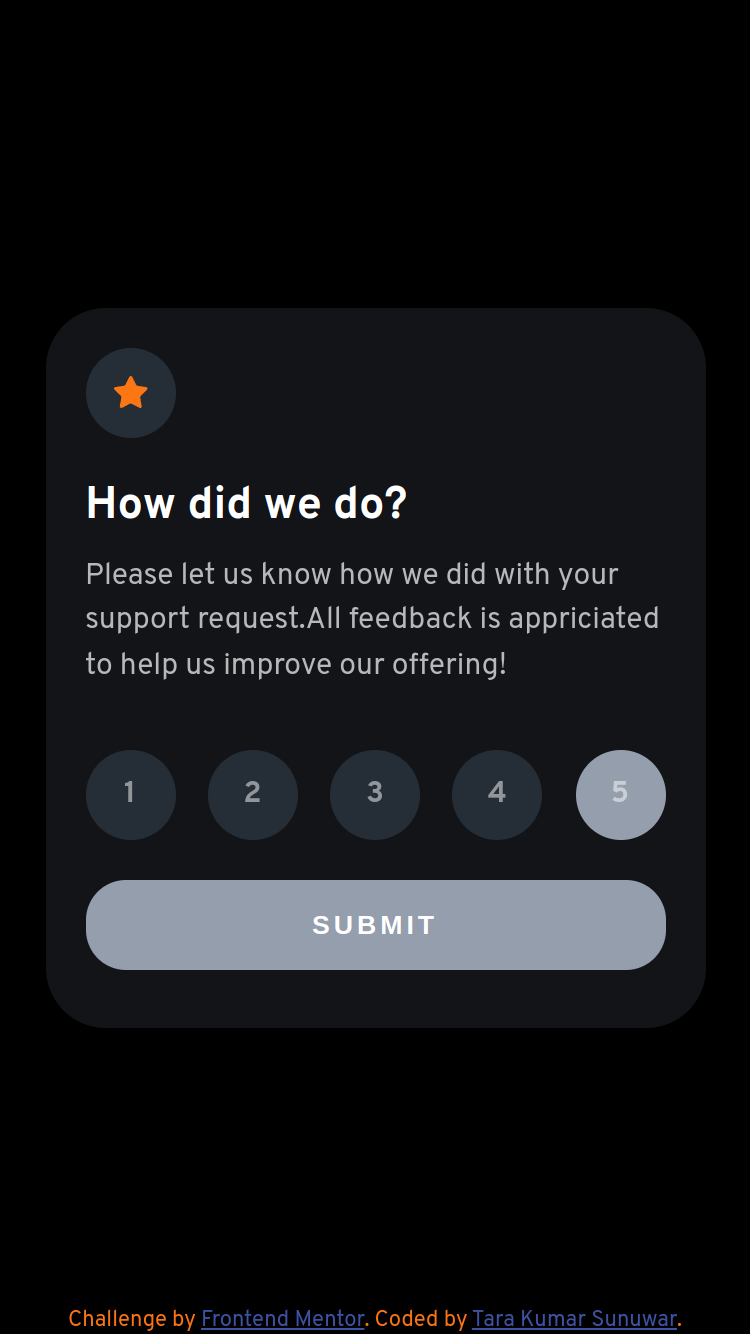 How did we do?
Please let us know how we did with your
support request.All feedback is appriciated
to help us improve our offering!
1 2 3 4 5
SUBMIT
Challenge by Frontend Mentor. Coded by Tara Kumar Sunuwar.